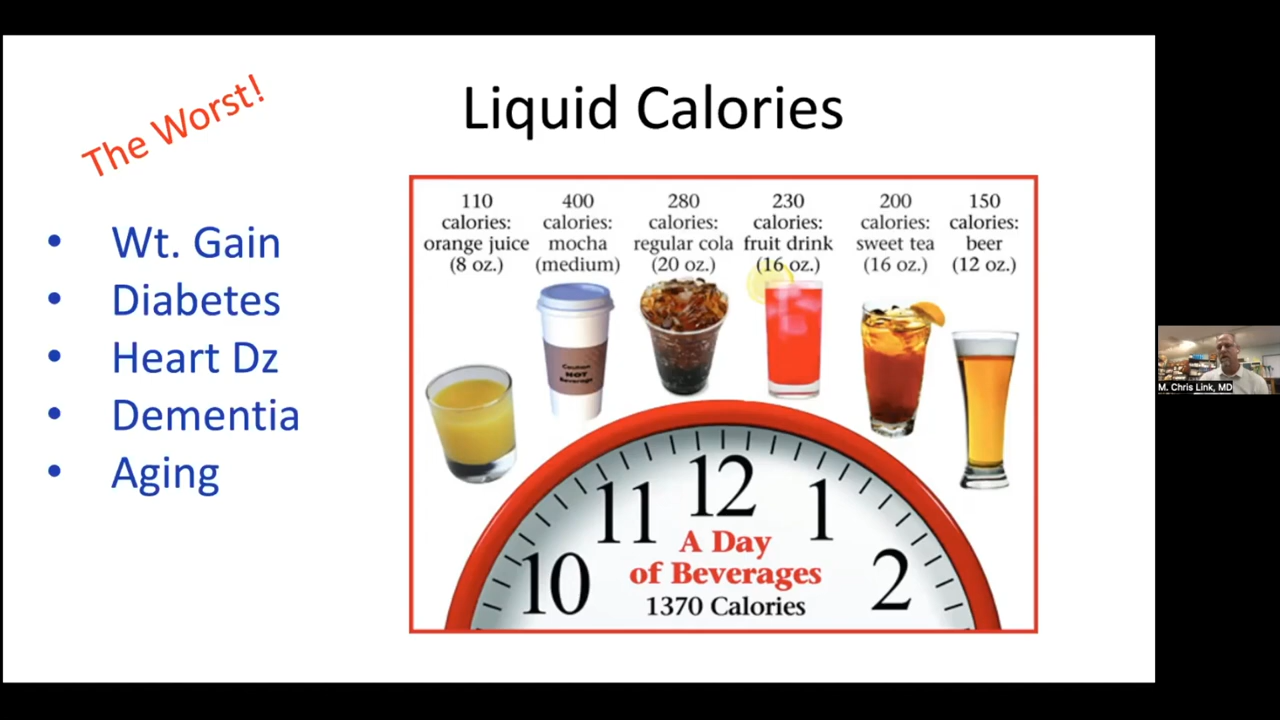 The Worst!
Liquid Calories
• Wt. Gain
• Diabetes
• Heart Dz
• Dementia
• Aging
110
calories:
orange juice
(8 oz.)
400
calories:
mocha
(medium)
280
calories:
regular cola
(20 oz.)
230
calories:
fruit drink
(16 oz.)
200
calories:
sweet tea
(16 oz.)
150
calories:
beer
(12 oz.)
Caution
HOT
Beverage
10
11
12
1
2
A Day
of Beverages
1370 Calories
M. Chris Link, MD